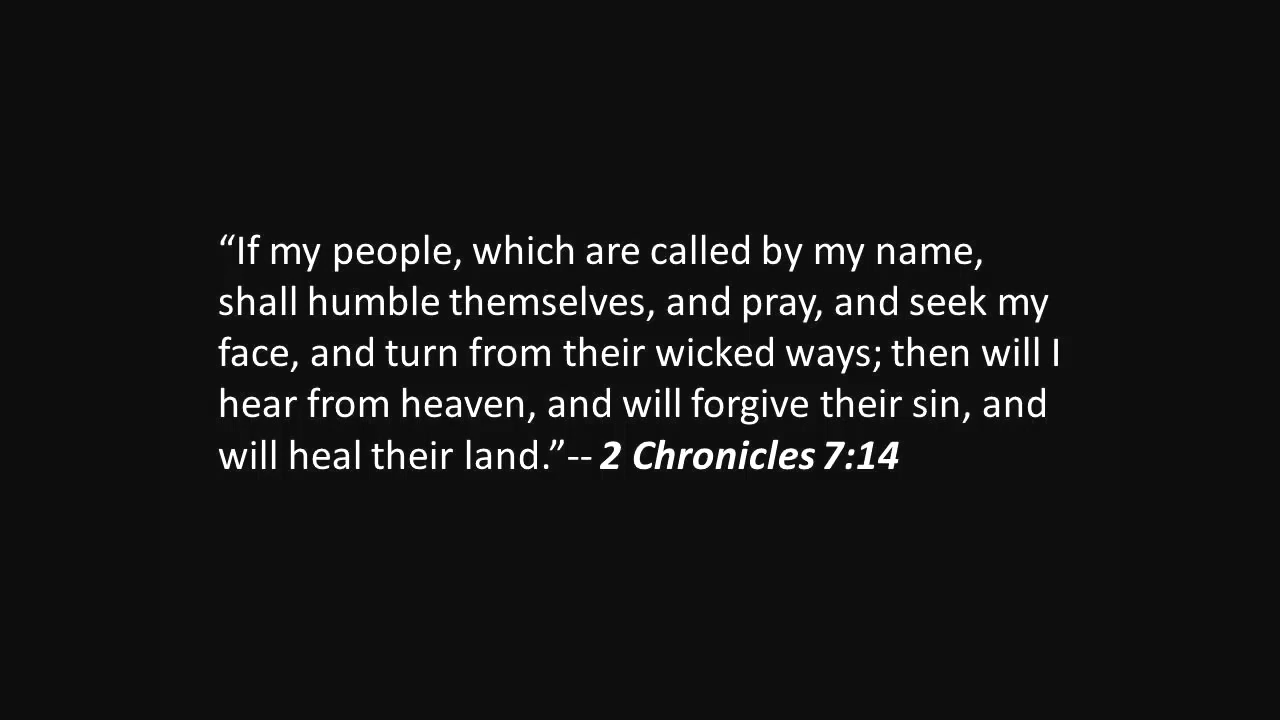 “If my people, which are called by my name,
shall humble themselves, and pray, and seek my
face, and turn from their wicked ways; then will I
hear from heaven, and will forgive their sin, and
will heal their land.”-- 2 Chronicles 7:14